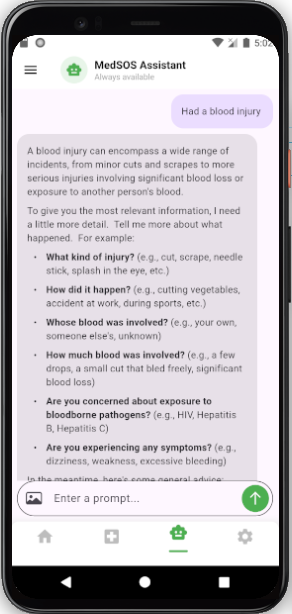 5:02
MedSOS Assistant
Always available
Had a blood injury
A blood injury can encompass a wide range of
incidents, from minor cuts and scrapes to more
serious injuries involving significant blood loss or
exposure to another person's blood.
To give you the most relevant information, I need
a little more detail. Tell me more about what
happened. For example:
• What kind of injury? (e.g., cut, scrape, needle
stick, splash in the eye, etc.)
• How did it happen? (e.g., cutting vegetables,
accident at work, during sports, etc.)
• Whose blood was involved? (e.g., your own,
someone else's, unknown)
• How much blood was involved? (e.g., a few
drops, a small cut that bled freely, significant
blood loss)
• Are you concerned about exposure to
bloodborne pathogens? (e.g., HIV, Hepatitis
B, Hepatitis C)
• Are you experiencing any symptoms? (e.g.,
dizziness, weakness, excessive bleeding)
In the meantime, here's some general advice:
Enter a prompt...